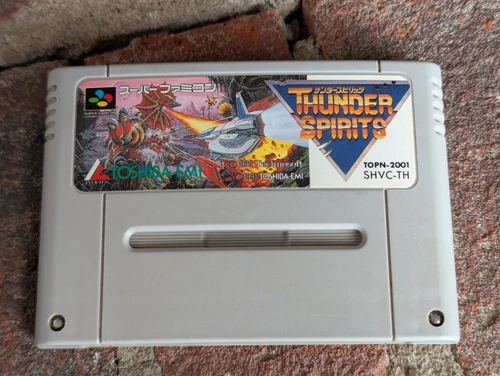 スーパーファミコン
サンダースピリッツ
THUNDER
SPIRITS
TOSHIBA EMI
© 1991 TOSHIBA-EMI
TOPN-2001
SHVC-TH